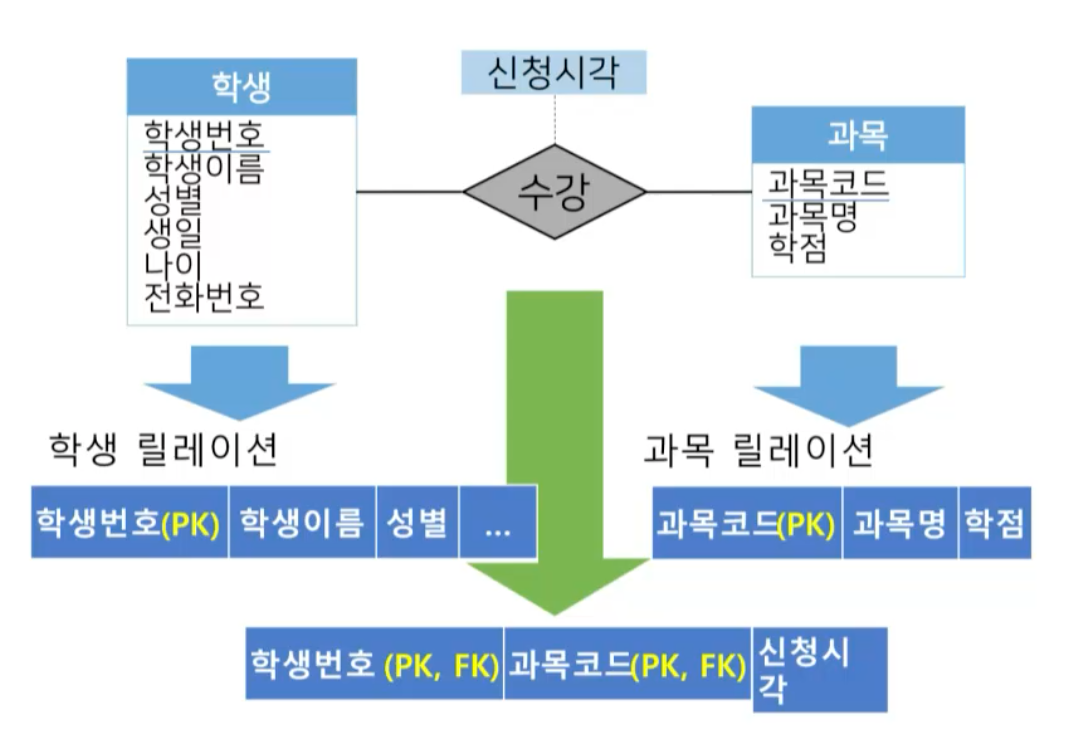 학생
학생번호
학생이름
성별
생일
나이
전화번호
신청시각
수강
과목
과목코드
과목명
학점
학생 릴레이션
학생번호(PK) 학생이름 성별 ...
과목 릴레이션
과목코드(PK) 과목명 학점
학생번호 (PK, FK) 과목코드(PK, FK) 신청시
각